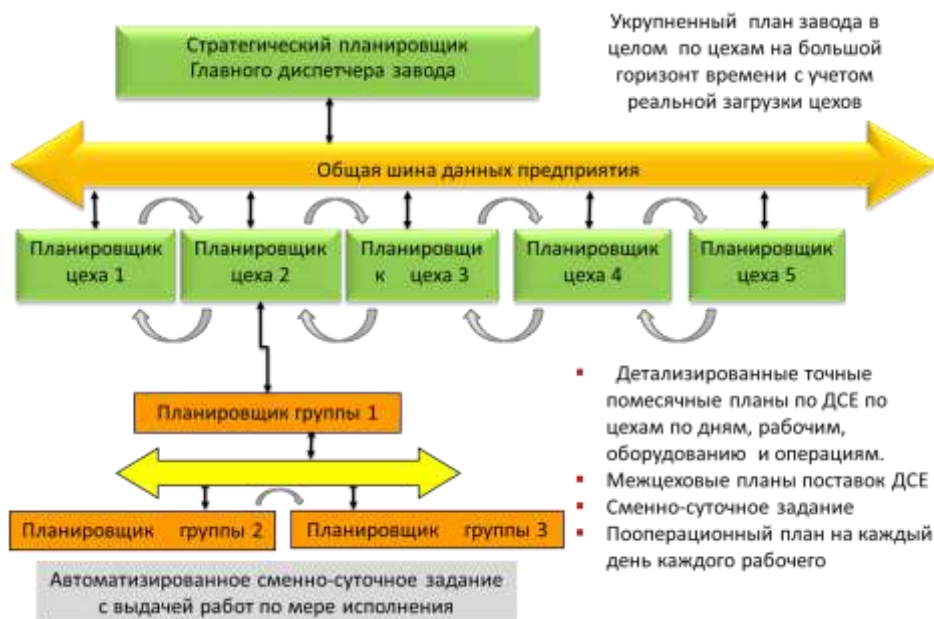 Стратегический планировщик
Главного диспетчера завода
Укрупненный план завода в
целом по цехам на большой
горизонт времени с учетом
реальной загрузки цехов
Общая шина данных предприятия
Планировщик
цеха 1
Планировщик
цеха 2
Планировщи
к цеха 3
Планировщик
цеха 4
Планировщик
цеха 5
Планировщик группы 1
Планировщик группы 2
Планировщик группы 3
Автоматизированное сменно-суточное задание
с выдачей работ по мере исполнения
▪ Детализированные точные
помесячные планы по ДСЕ по
цехам по дням, рабочим,
оборудованию и операциям.
▪ Межцеховые планы поставок ДСЕ
▪ Сменно-суточное задание
▪ Пооперационный план на каждый
день каждого рабочего